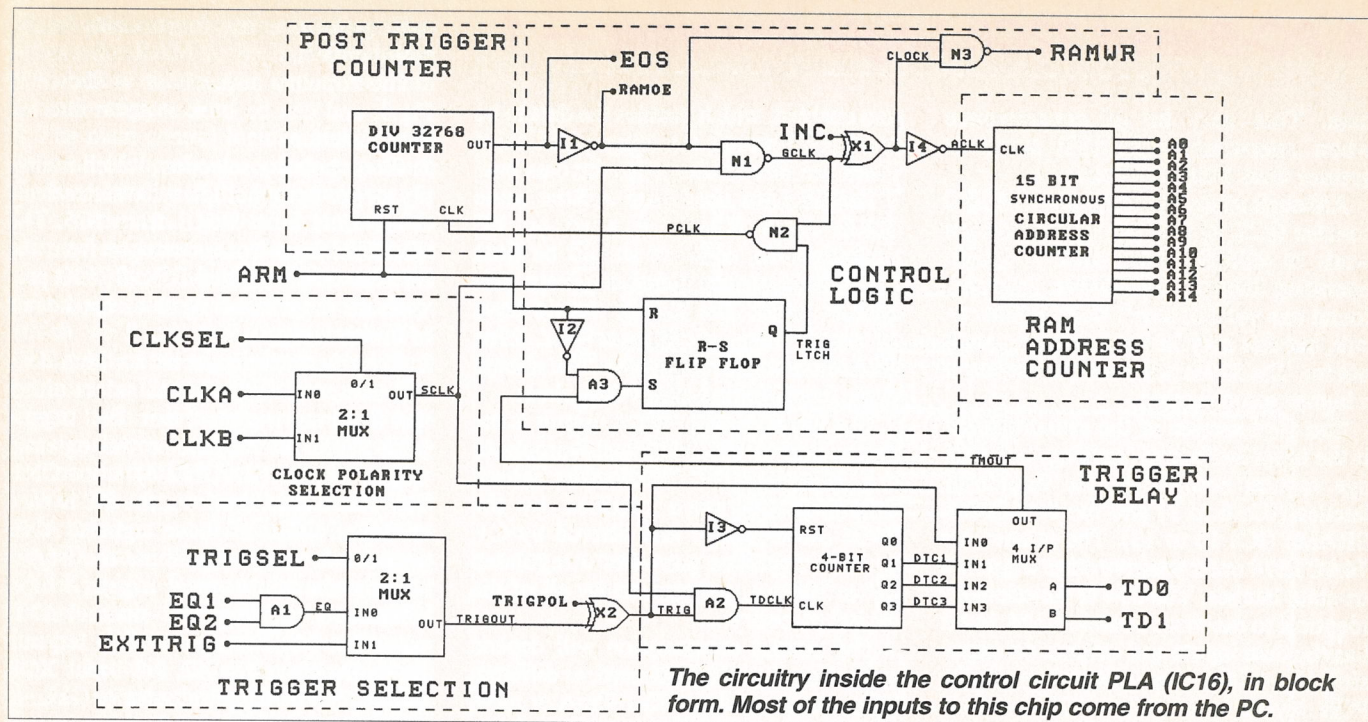 POST TRIGGER
COUNTER
DIV 32768
COUNTER
OUT
RST CLK
EOS
RAMOE
I1
N1
GCLK
INC
X1
CLOCK
N3
RAMWR
I4
ACLK
CLK
15 BIT
SYNCHRONOUS
CIRCULAR
ADDRESS
COUNTER
A0
A1
A2
A3
A4
A5
A6
A7
A8
A9
A10
A11
A12
A13
A14
RAM
ADDRESS
COUNTER
PCLK
N2
CONTROL
LOGIC
ARM
I2
A3
R
S
Q
R-S
FLIP FLOP
TRIG
LTCH
CLKSEL
CLKA
CLKB
0/1
IN0
IN1
OUT
2:1
MUX
SCLK
CLOCK POLARITY
SELECTION
TRIGSEL
EQ1
EQ2
EXTTRIG
A1
EQ
0/1
2:1
MUX
IN0
IN1
OUT
TRIGOUT
TRIGPOL
X2
TRIG
TRIGGER SELECTION
TMOUT
TRIGGER
DELAY
I3
A2
TDCLK
RST
4-BIT
COUNTER
CLK
Q0
Q1
Q2
Q3
DTC1
DTC2
DTC3
OUT
IN0
IN1
IN2
IN3
4 I/P
MUX
A
B
TD0
TD1
The circuitry inside the control circuit PLA (IC16), in block
form. Most of the inputs to this chip come from the PC.